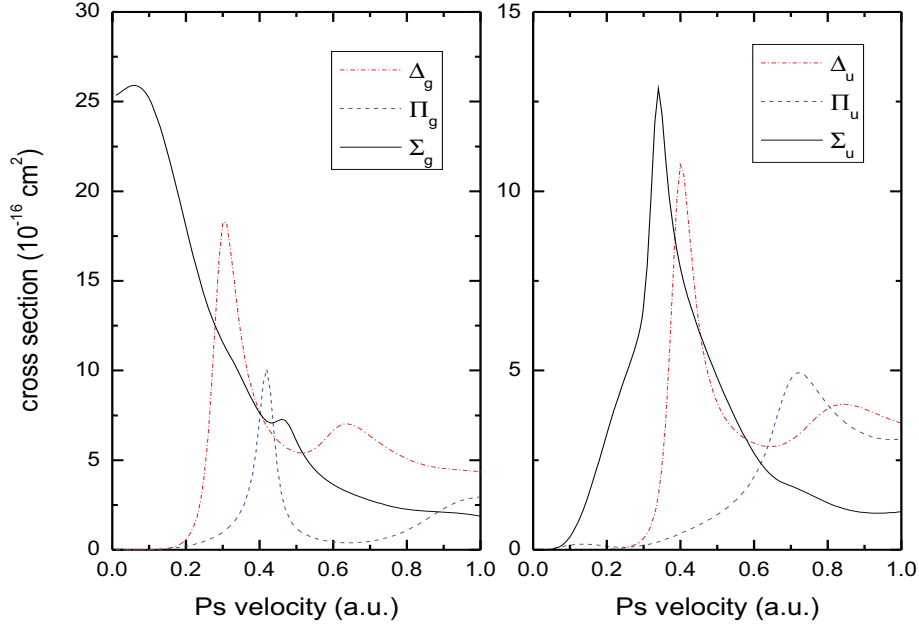 cross section (10⁻¹⁶ cm²)
30
25
20
15
10
5
0
Δg
Πg
Σg
0.0 0.2 0.4 0.6 0.8 1.0
Ps velocity (a.u.)
15
10
5
0
Δu
Πu
Σu
0.0 0.2 0.4 0.6 0.8 1.0
Ps velocity (a.u.)